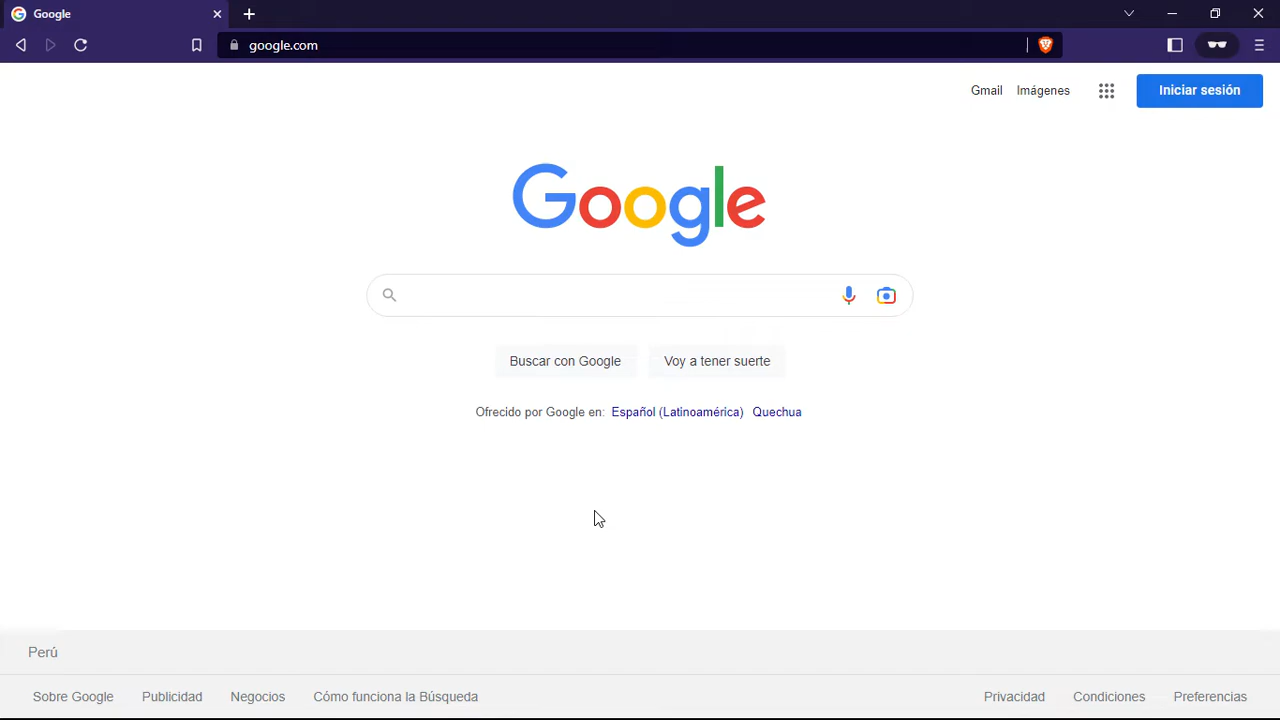 Google
google.com
Gmail Imágenes Iniciar sesión
Google
Buscar con Google Voy a tener suerte
Ofrecido por Google en: Español (Latinoamérica) Quechua
Perú
Sobre Google Publicidad Negocios Cómo funciona la Búsqueda Privacidad Condiciones Preferencias